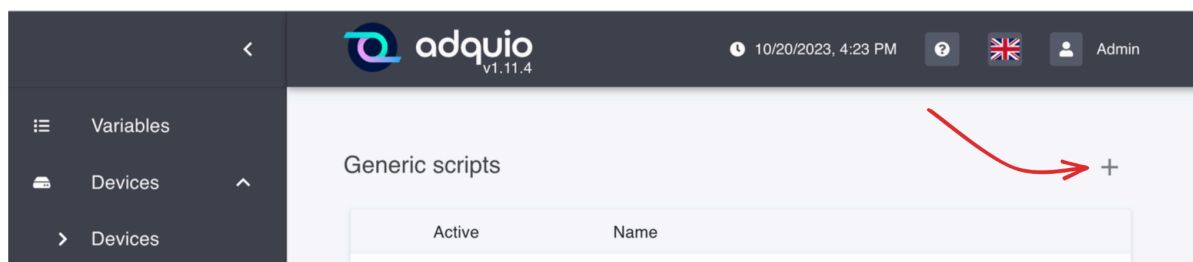 adquio
v1.11.4
10/20/2023, 4:23 PM
Admin
Variables
Devices
Devices
Generic scripts
Active Name